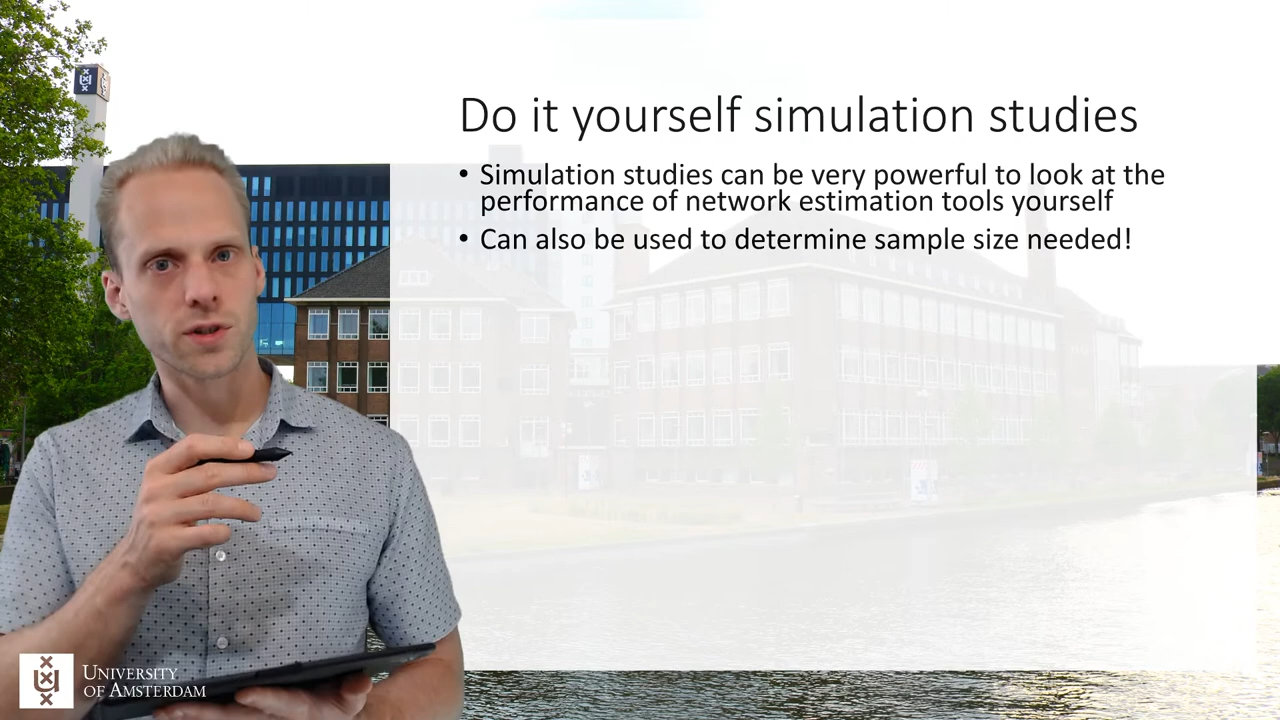 Do it yourself simulation studies
• Simulation studies can be very powerful to look at the
performance of network estimation tools yourself
• Can also be used to determine sample size needed!
UNIVERSITY
OF AMSTERDAM